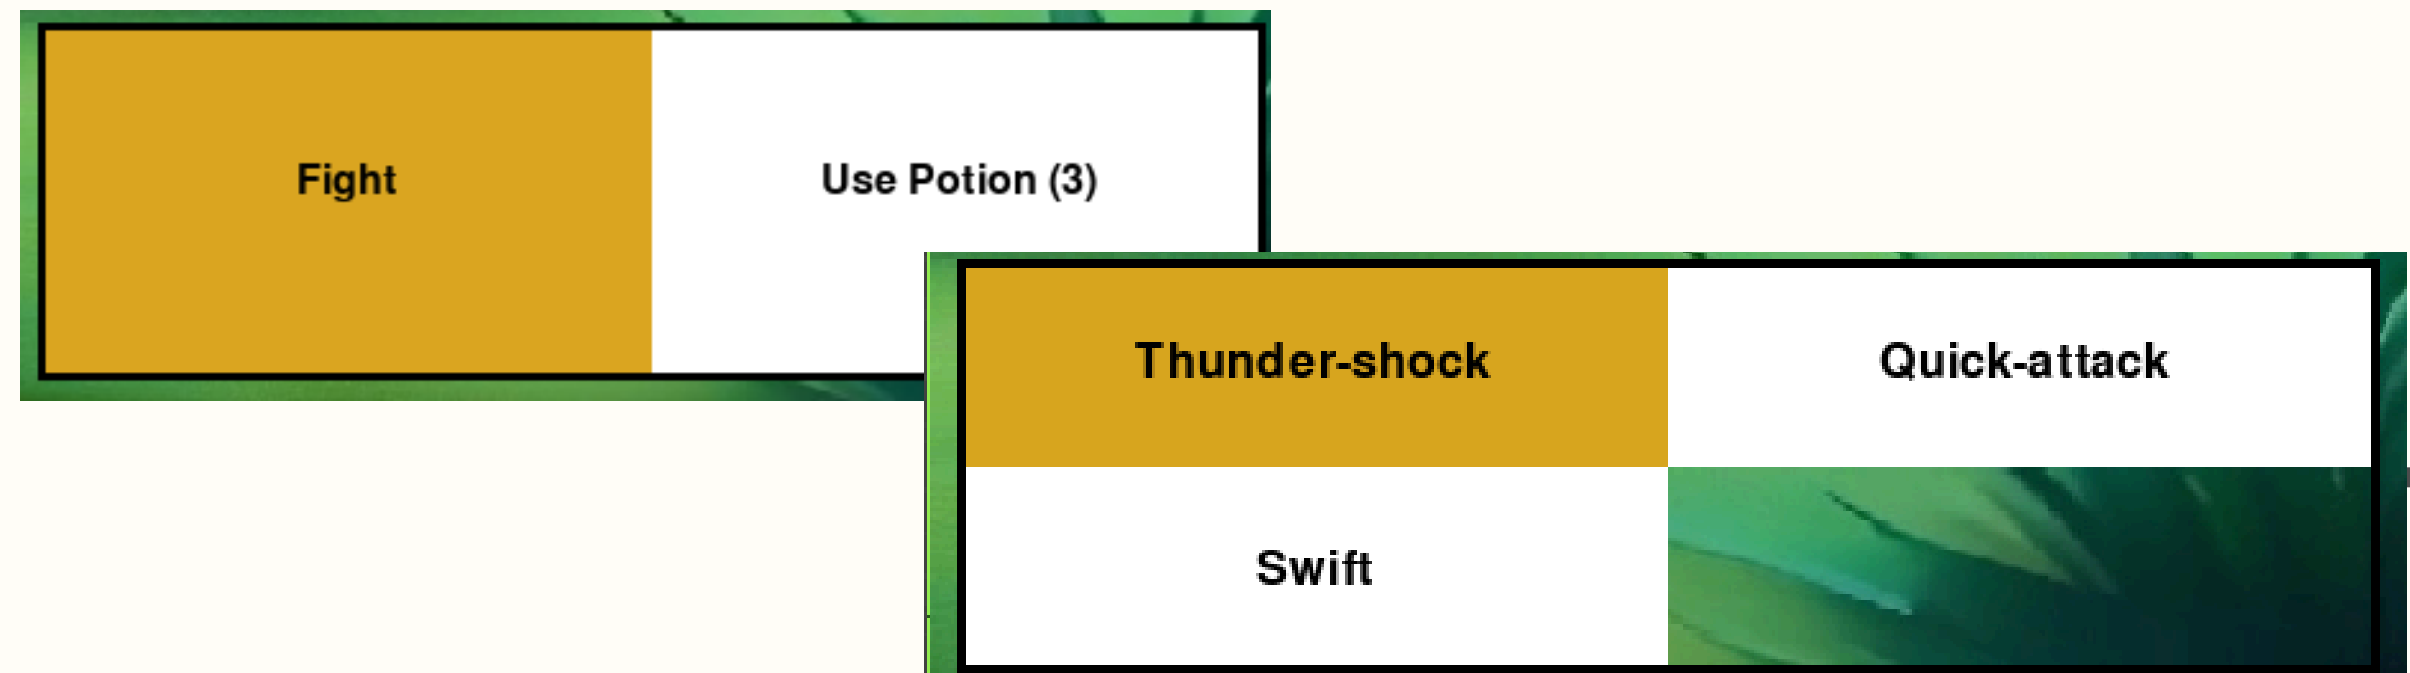 Fight
Use Potion (3)
Thunder-shock
Quick-attack
Swift